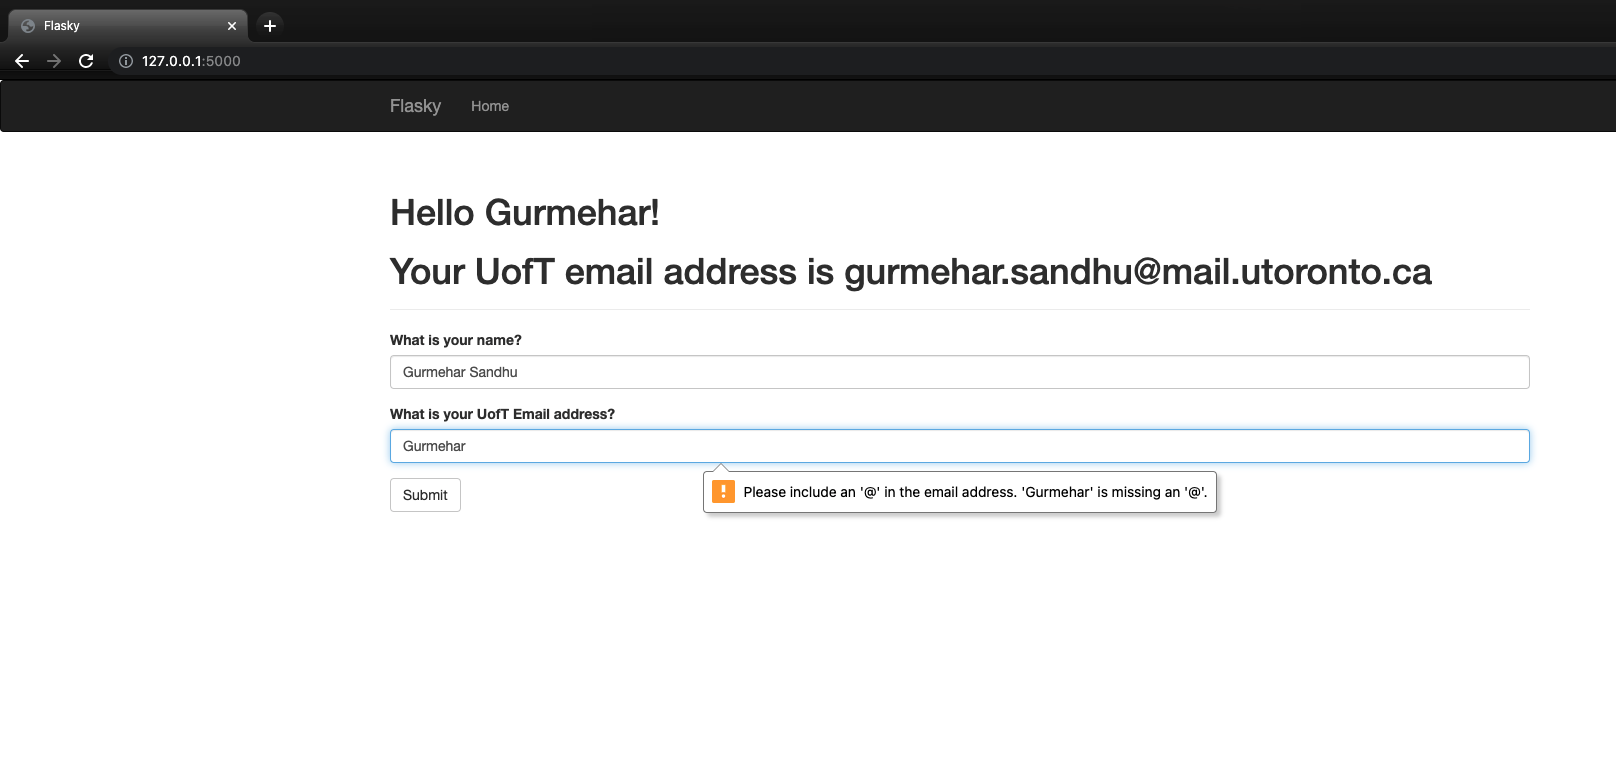 Flasky
127.0.0.1:5000
Flasky Home
Hello Gurmehar!
Your UofT email address is gurmehar.sandhu@mail.utoronto.ca
What is your name?
Gurmehar Sandhu
What is your UofT Email address?
Gurmehar
Submit
Please include an '@' in the email address. 'Gurmehar' is missing an '@'.